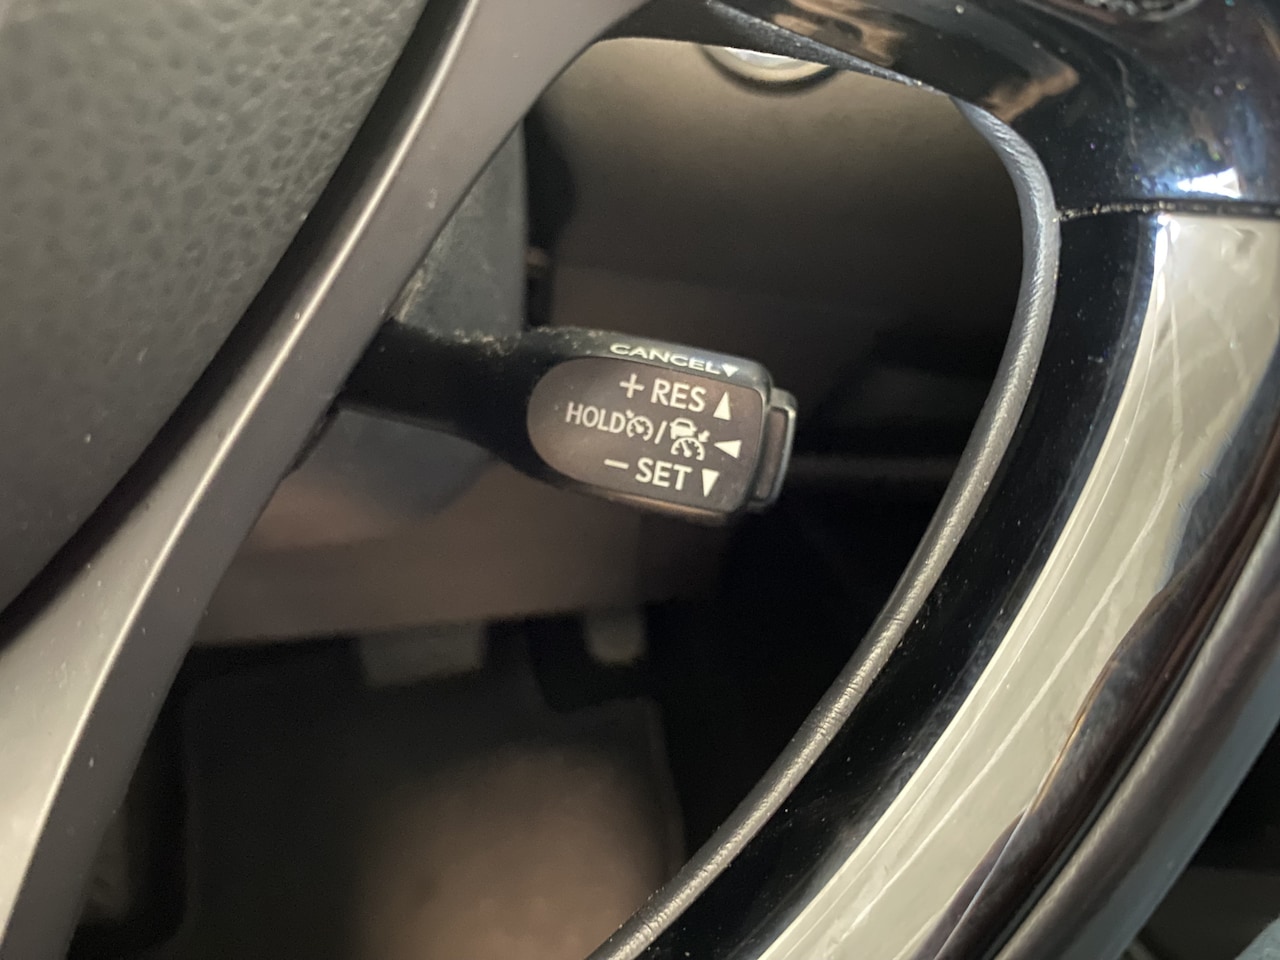 CANCEL▼
+ RES ▲
HOLD / ◀
− SET ▼